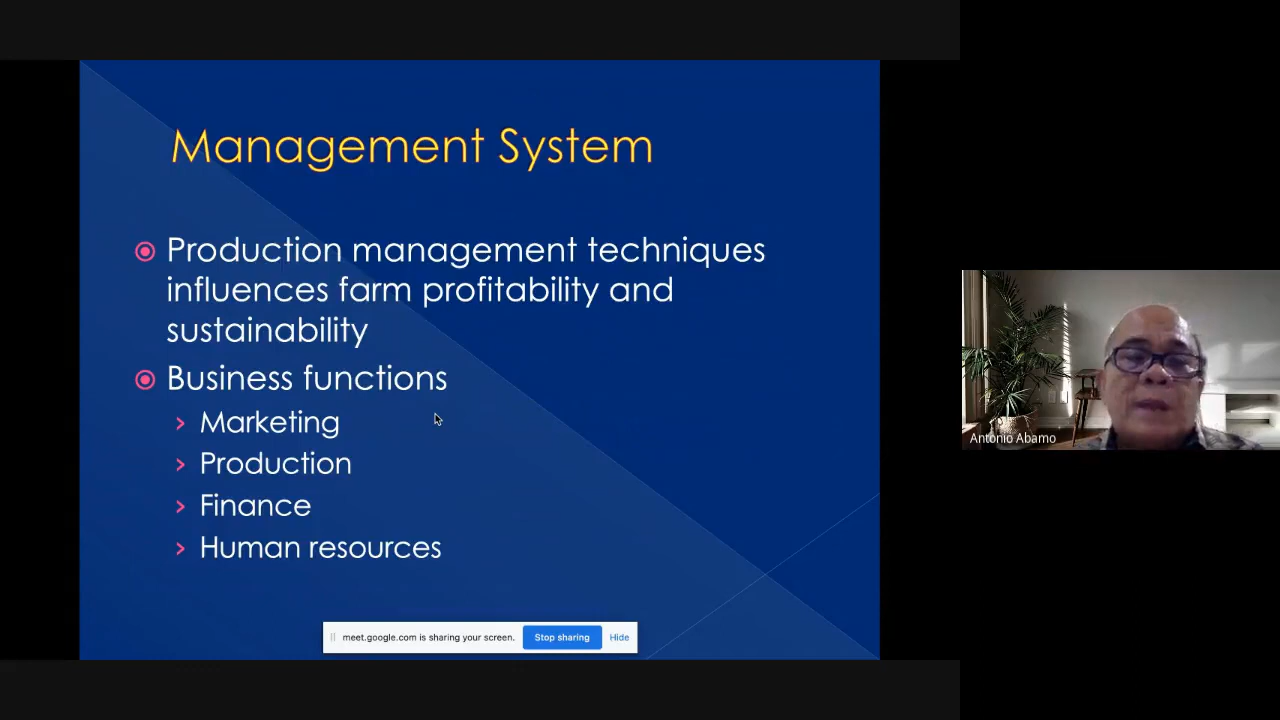 Management System
Production management techniques
influences farm profitability and
sustainability
Business functions
Marketing
Production
Finance
Human resources
meet.google.com is sharing your screen.
Stop sharing
Hide
Antonio Abamo